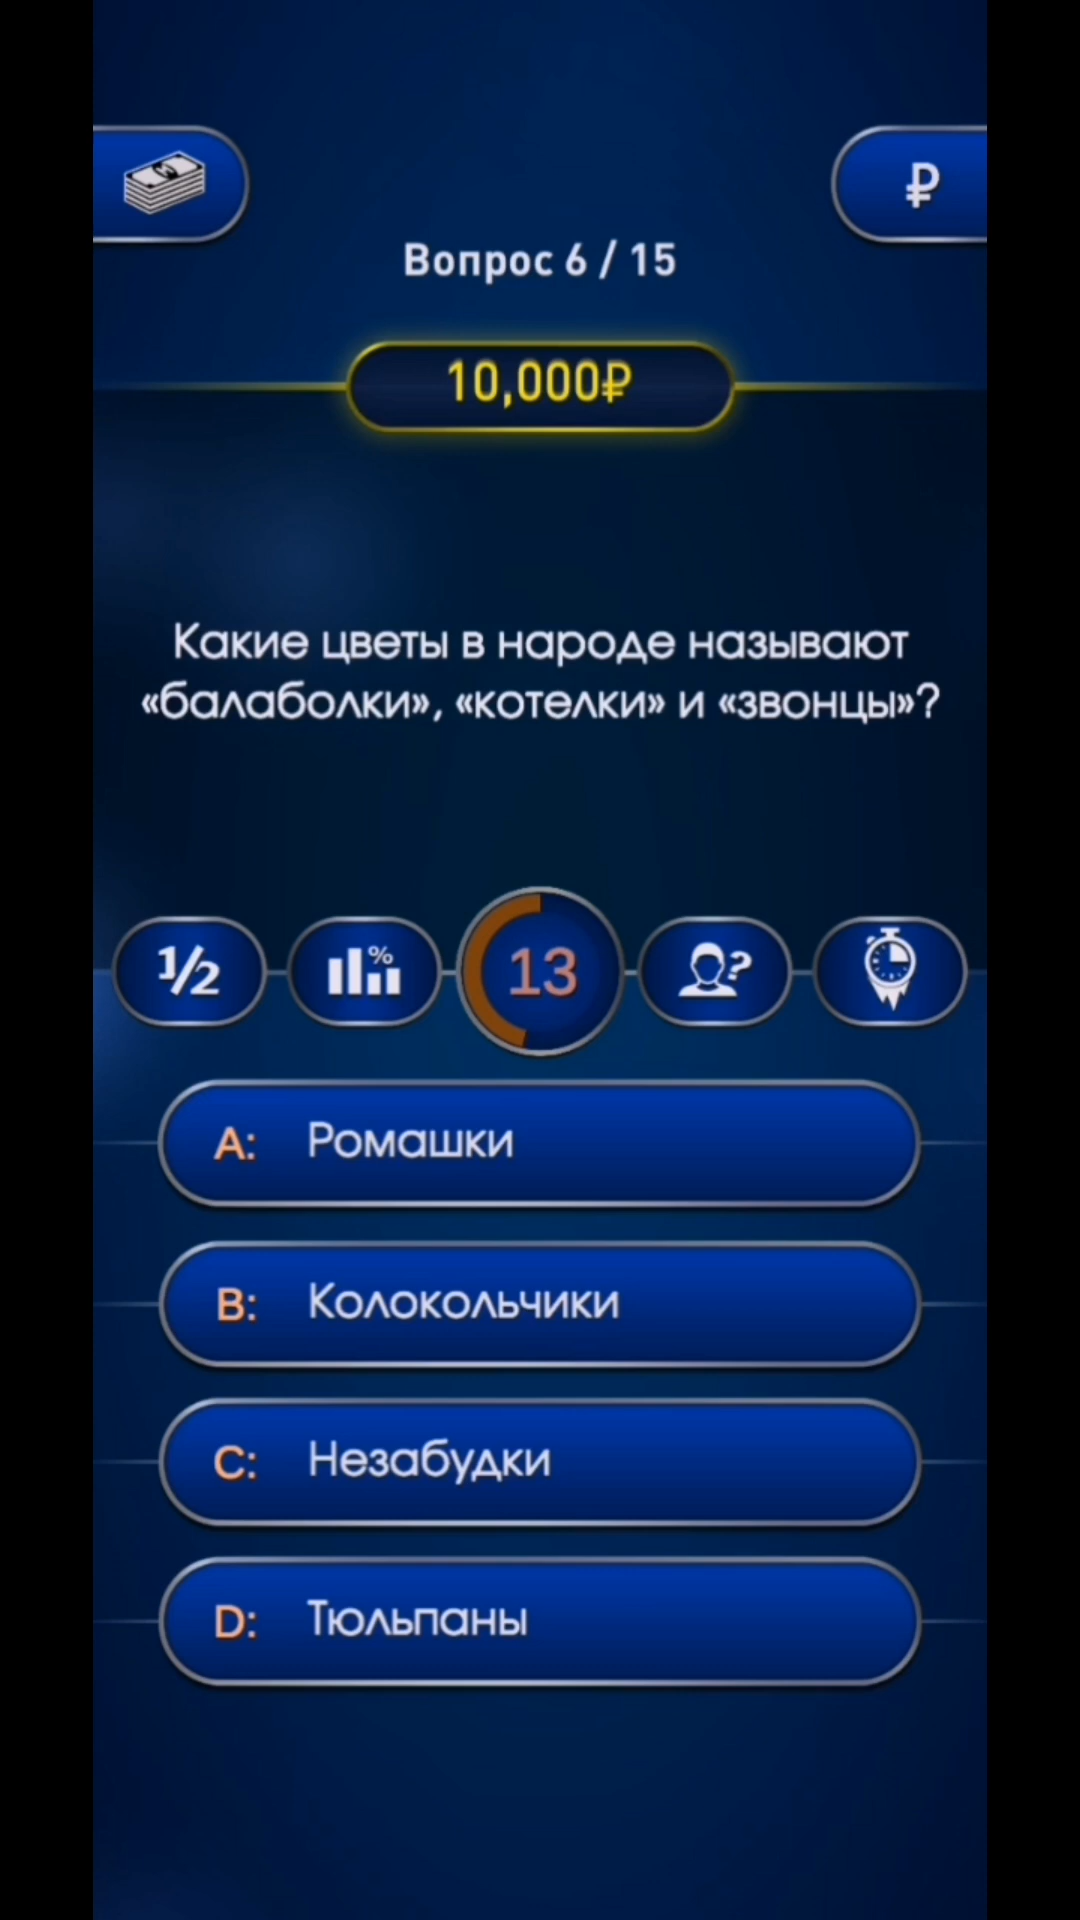 ₽
Вопрос 6 / 15
10,000₽
Какие цветы в народе называют
«балаболки», «котелки» и «звонцы»?
1/2
%
13
?
A: Ромашки
B: Колокольчики
C: Незабудки
D: Тюльпаны